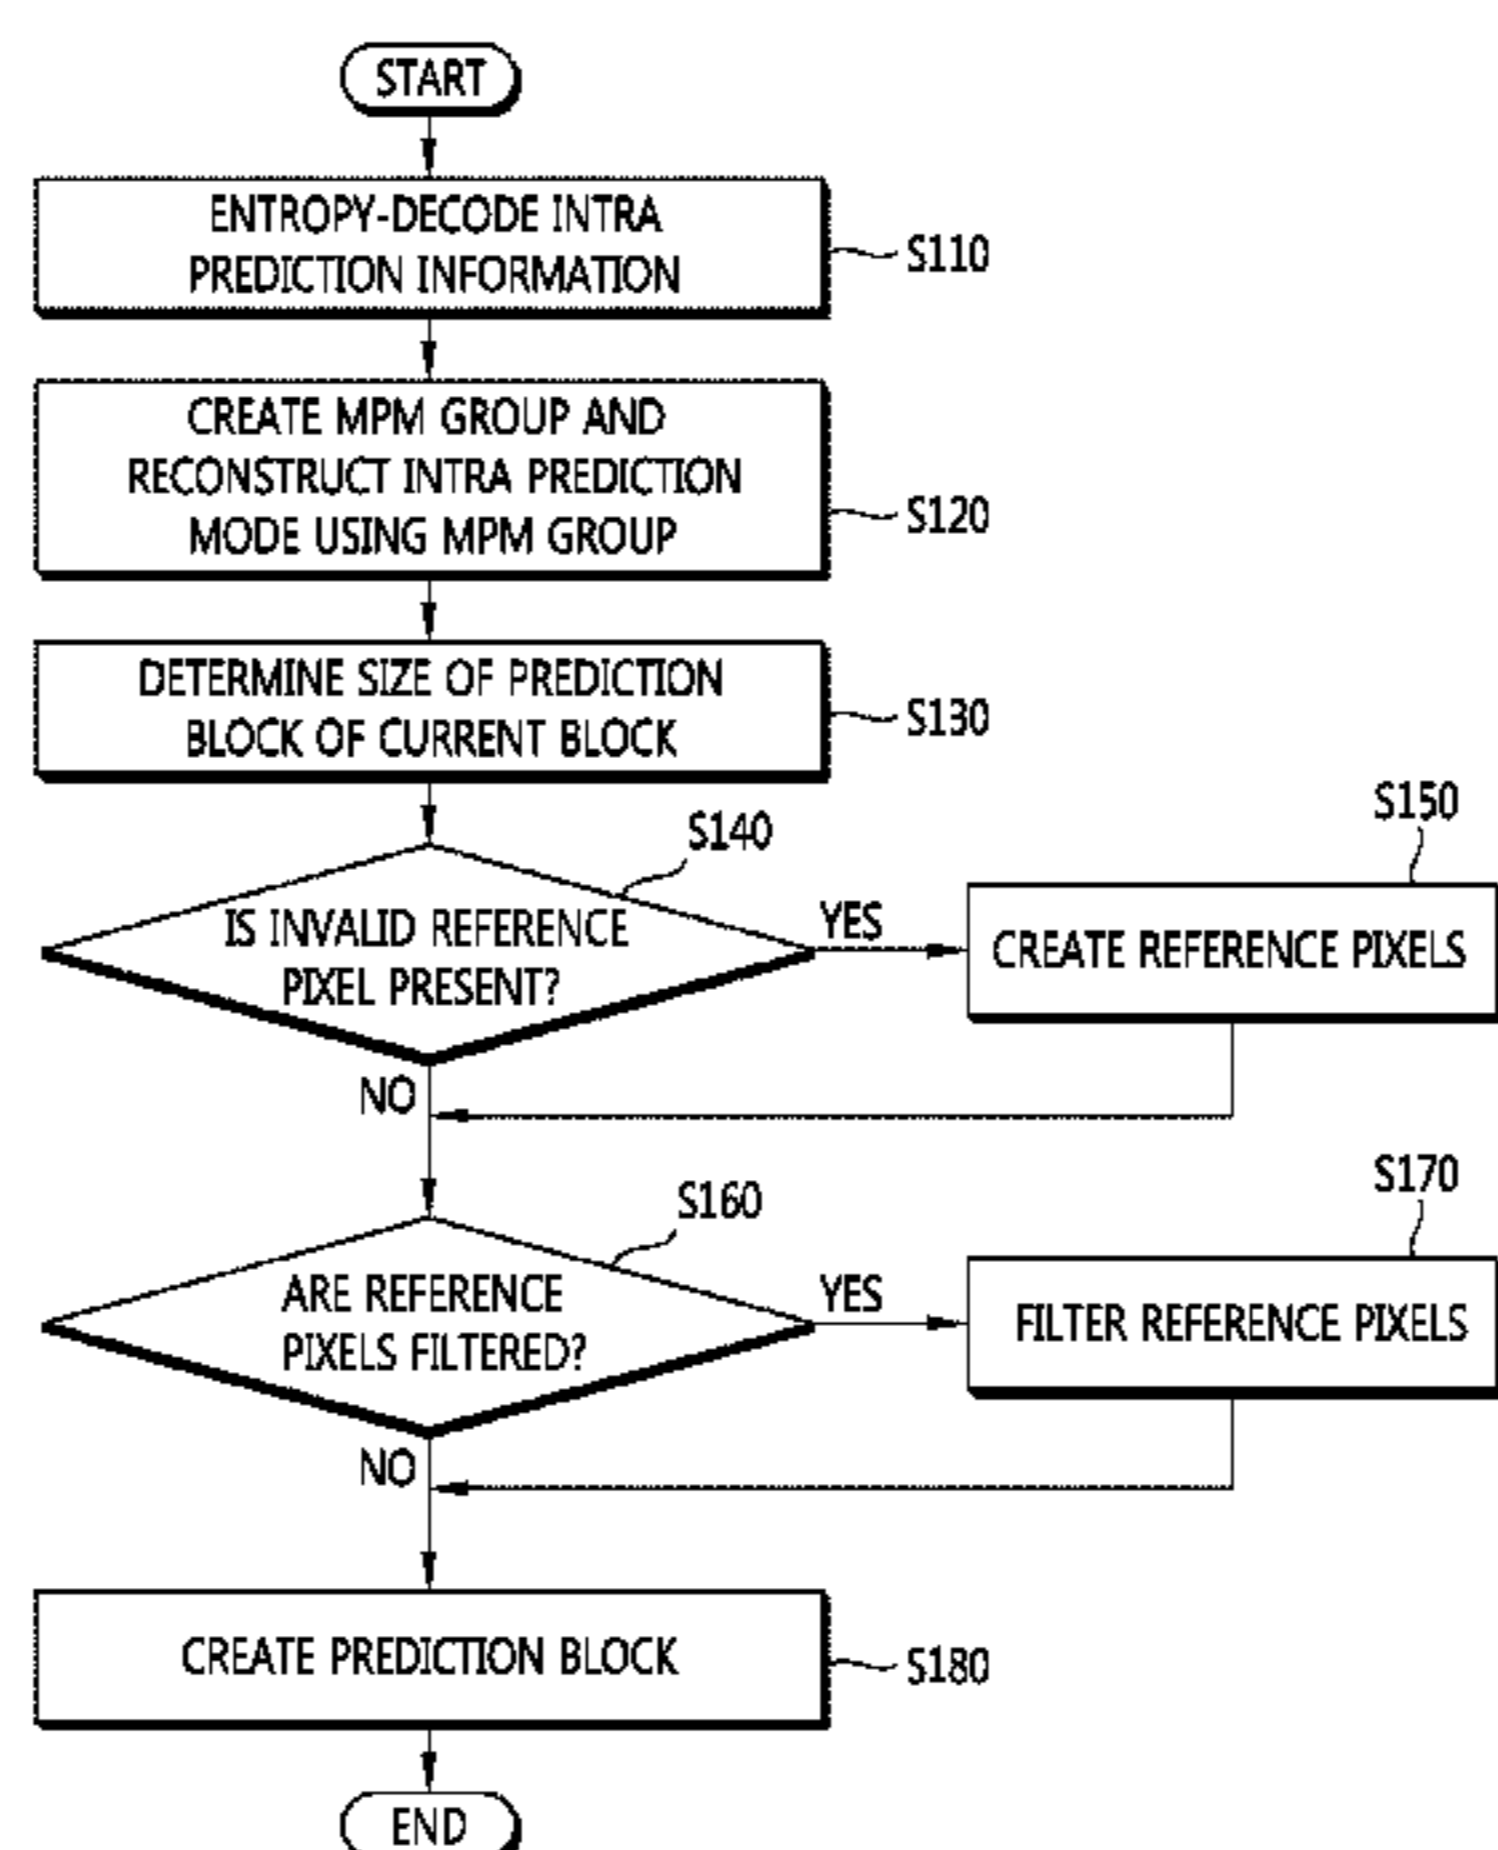 START
ENTROPY-DECODE INTRA
PREDICTION INFORMATION
S110
CREATE MPM GROUP AND
RECONSTRUCT INTRA PREDICTION
MODE USING MPM GROUP
S120
DETERMINE SIZE OF PREDICTION
BLOCK OF CURRENT BLOCK
S130
S140
IS INVALID REFERENCE
PIXEL PRESENT?
YES
S150
CREATE REFERENCE PIXELS
NO
S160
ARE REFERENCE
PIXELS FILTERED?
YES
S170
FILTER REFERENCE PIXELS
NO
CREATE PREDICTION BLOCK
S180
END